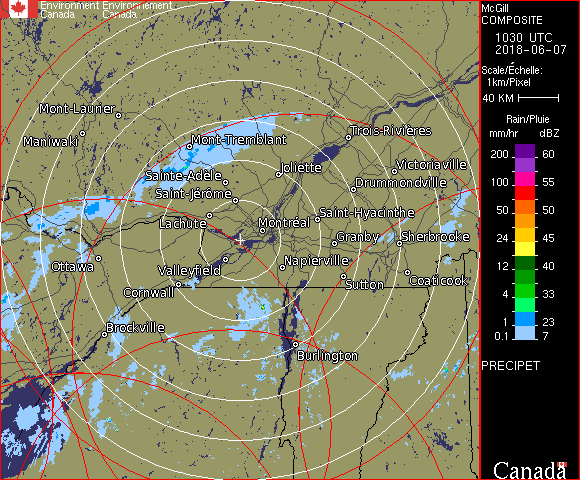 Environment Environnement
Canada Canada
Mont-Laurier
Maniwaki
Mont-Tremblant
Trois-Rivières
Sainte-Adèle
Joliette
Victoriaville
Saint-Jérôme
Drummondville
Lachute
Montréal
Saint-Hyacinthe
Granby
Sherbrooke
Ottawa
Valleyfield
Napierville
Cornwall
Sutton
Coaticook
Brockville
Burlington
McGill
COMPOSITE
1030 UTC
2018-06-07
Scale/Échelle:
1km/Pixel
40 KM
Rain/Pluie
mm/hr dBZ
200 60
150 57
100 55
50 50
24 45
12 40
4 33
1 23
0.1 7
PRECIPET
Canada